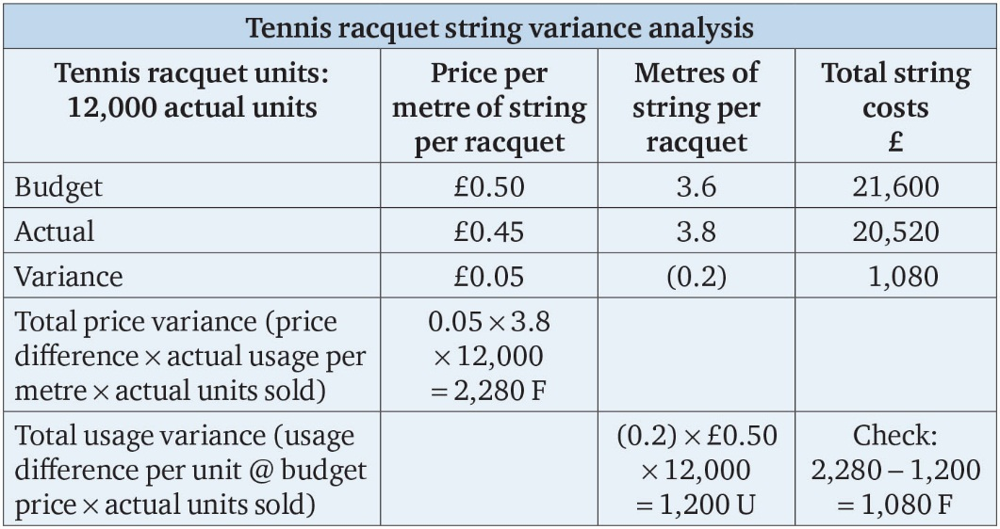 Tennis racquet string variance analysis
Tennis racquet units:
12,000 actual units
Price per
metre of string
per racquet
Metres of
string per
racquet
Total string
costs
£
Budget
£0.50
3.6
21,600
Actual
£0.45
3.8
20,520
Variance
£0.05
(0.2)
1,080
Total price variance (price
difference × actual usage per
metre × actual units sold)
0.05 × 3.8
× 12,000
= 2,280 F
Total usage variance (usage
difference per unit @ budget
price × actual units sold)
(0.2) × £0.50
× 12,000
= 1,200 U
Check:
2,280 – 1,200
= 1,080 F